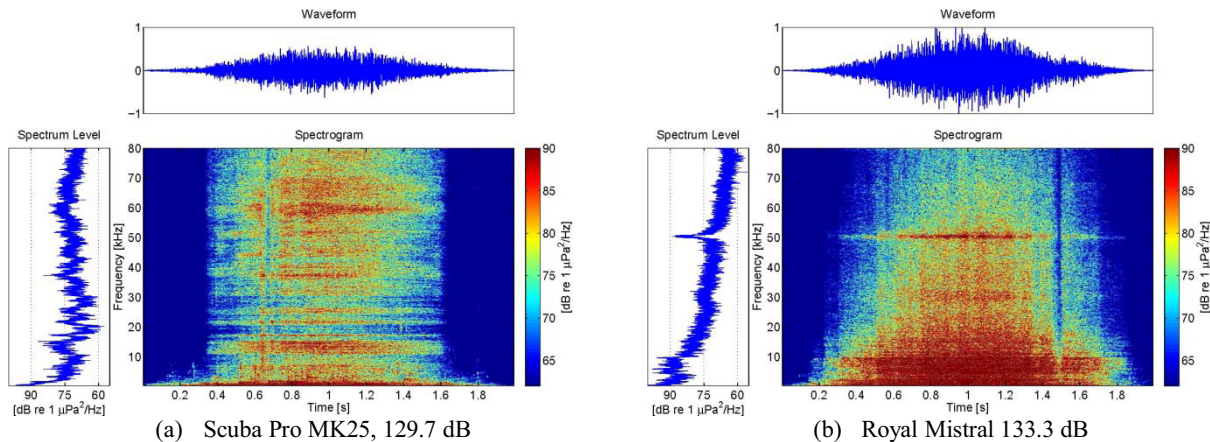 Waveform
1
0
−1
Spectrum Level
Spectrogram
80
70
60
50
40
30
20
10
Frequency [kHz]
90 75 60
[dB re 1 μPa²/Hz]
0.2 0.4 0.6 0.8 1 1.2 1.4 1.6 1.8
Time [s]
90
85
80
75
70
65
[dB re 1 μPa²/Hz]
(a) Scuba Pro MK25, 129.7 dB
Waveform
1
0
−1
Spectrum Level
Spectrogram
80
70
60
50
40
30
20
10
Frequency [kHz]
90 75 60
[dB re 1 μPa²/Hz]
0.2 0.4 0.6 0.8 1 1.2 1.4 1.6 1.8
Time [s]
90
85
80
75
70
65
[dB re 1 μPa²/Hz]
(b) Royal Mistral 133.3 dB